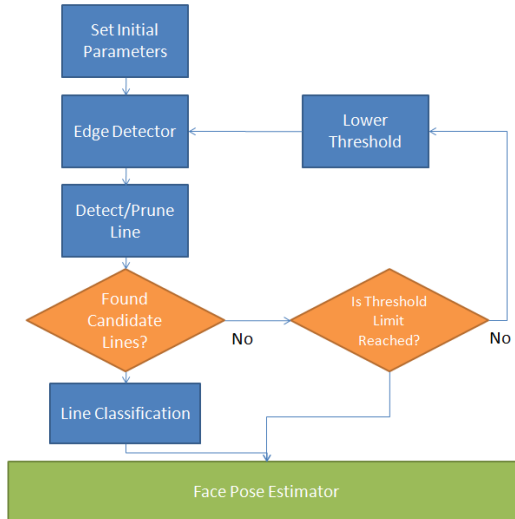 Set Initial
Parameters
Edge Detector
Lower
Threshold
Detect/Prune
Line
Found
Candidate
Lines?
No
Is Threshold
Limit
Reached?
No
Line Classification
Face Pose Estimator